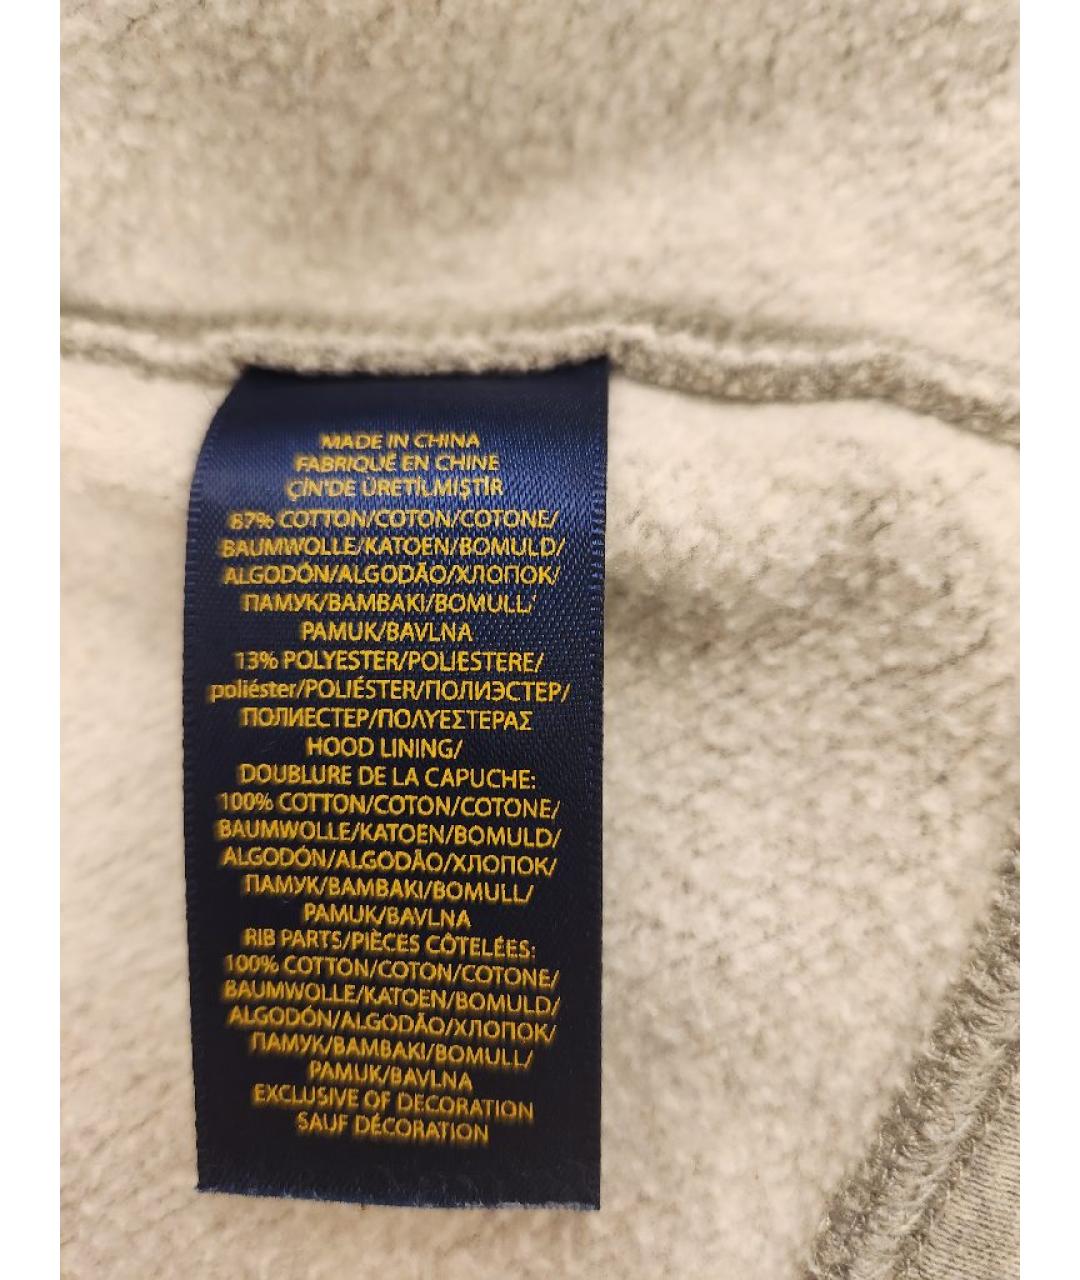 MADE IN CHINA
FABRIQUÉ EN CHINE
ÇİN'DE ÜRETİLMİŞTİR
87% COTTON/COTON/COTONE/
BAUMWOLLE/KATOEN/BOMULD/
ALGODÓN/ALGODÃO/ХЛОПОК/
ПАМУК/ΒΑΜΒΑΚΙ/BOMULL/
PAMUK/BAVLNA
13% POLYESTER/POLIESTERE/
poliéster/POLIÉSTER/ПОЛИЭСТЕР/
ПОЛИЕСТЕР/ΠΟΛΥΕΣΤΕΡΑΣ
HOOD LINING/
DOUBLURE DE LA CAPUCHE:
100% COTTON/COTON/COTONE/
BAUMWOLLE/KATOEN/BOMULD/
ALGODÓN/ALGODÃO/ХЛОПОК/
ПАМУК/ΒΑΜΒΑΚΙ/BOMULL/
PAMUK/BAVLNA
RIB PARTS/PIÈCES CÔTELÉES:
100% COTTON/COTON/COTONE/
BAUMWOLLE/KATOEN/BOMULD/
ALGODÓN/ALGODÃO/ХЛОПОК/
ПАМУК/ΒΑΜΒΑΚΙ/BOMULL/
PAMUK/BAVLNA
EXCLUSIVE OF DECORATION
SAUF DÉCORATION